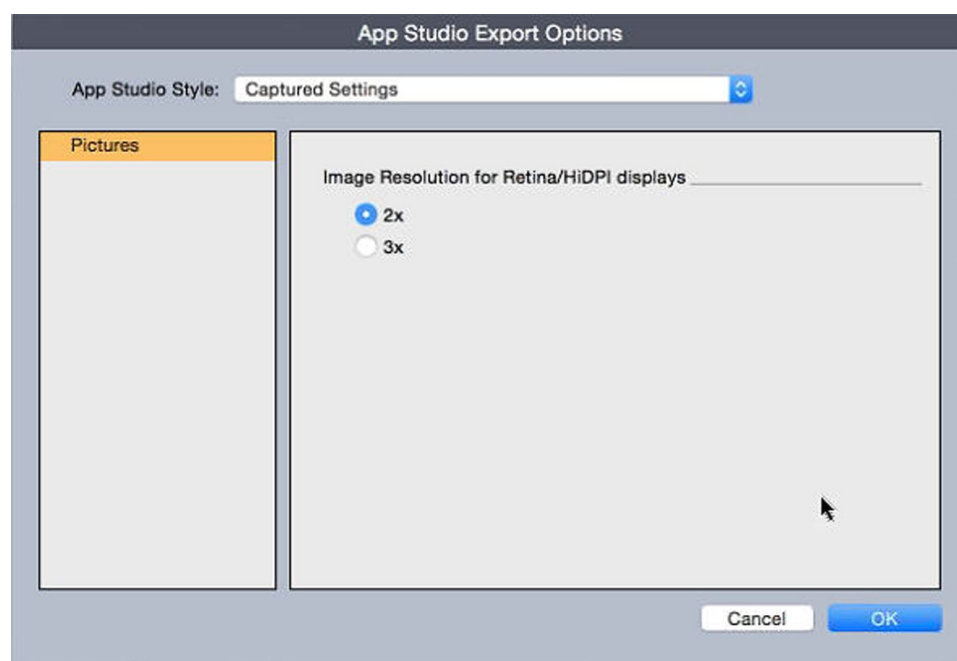 App Studio Export Options
App Studio Style: Captured Settings
Pictures
Image Resolution for Retina/HiDPI displays
2x
3x
Cancel OK